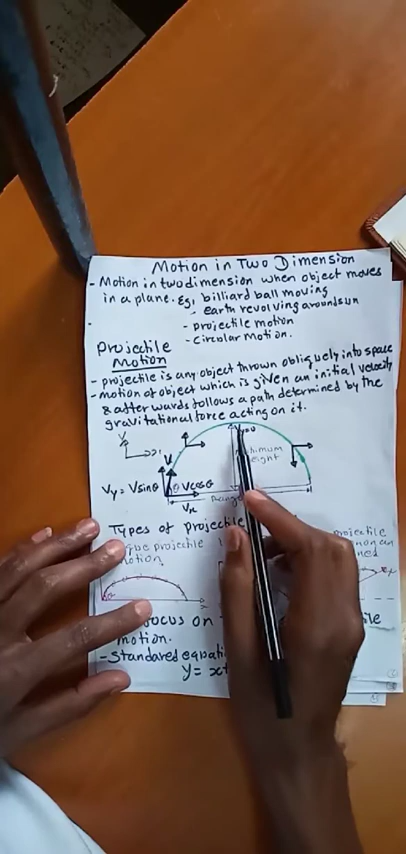 Motion in Two Dimension
- Motion in two dimension when object moves
in a plane. Eg, billiard ball moving
- earth revolving around sun
- projectile motion
- circular motion.
Projectile
Motion
- projectile is any object thrown obliquely into space
- motion of object which is given an initial velocity
& after wards follows a path determined by the
gravitational force acting on it.
y
V
Vy = Vsinθ
θ Vcosθ
Vx
Types of projectile
projectile
motion.
focus on
motion.
- Standared equati
y = x